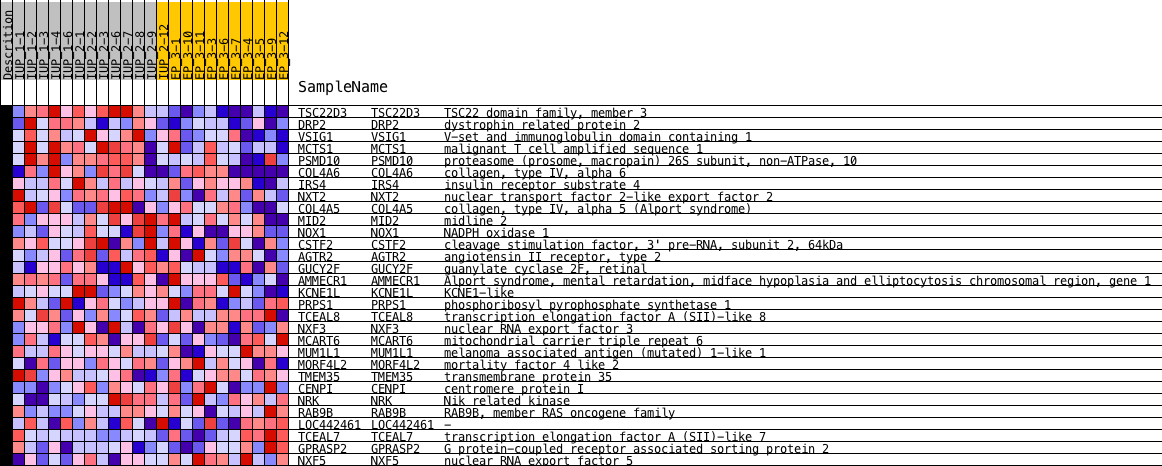 Descrition
IUP_1-1
IUP_1-2
IUP_1-3
IUP_1-4
IUP_1-6
IUP_2-1
IUP_2-2
IUP_2-3
IUP_2-6
IUP_2-7
IUP_2-8
IUP_2-9
IUP_2-12
EP_3-1
EP_3-10
EP_3-11
EP_3-3
EP_3-6
EP_3-7
EP_3-4
EP_3-5
EP_3-9
EP_3-12
SampleName
TSC22D3 TSC22D3 TSC22 domain family, member 3
DRP2 DRP2 dystrophin related protein 2
VSIG1 VSIG1 V-set and immunoglobulin domain containing 1
MCTS1 MCTS1 malignant T cell amplified sequence 1
PSMD10 PSMD10 proteasome (prosome, macropain) 26S subunit, non-ATPase, 10
COL4A6 COL4A6 collagen, type IV, alpha 6
IRS4 IRS4 insulin receptor substrate 4
NXT2 NXT2 nuclear transport factor 2-like export factor 2
COL4A5 COL4A5 collagen, type IV, alpha 5 (Alport syndrome)
MID2 MID2 midline 2
NOX1 NOX1 NADPH oxidase 1
CSTF2 CSTF2 cleavage stimulation factor, 3' pre-RNA, subunit 2, 64kDa
AGTR2 AGTR2 angiotensin II receptor, type 2
GUCY2F GUCY2F guanylate cyclase 2F, retinal
AMMECR1 AMMECR1 Alport syndrome, mental retardation, midface hypoplasia and elliptocytosis chromosomal region, gene 1
KCNE1L KCNE1L KCNE1-like
PRPS1 PRPS1 phosphoribosyl pyrophosphate synthetase 1
TCEAL8 TCEAL8 transcription elongation factor A (SII)-like 8
NXF3 NXF3 nuclear RNA export factor 3
MCART6 MCART6 mitochondrial carrier triple repeat 6
MUM1L1 MUM1L1 melanoma associated antigen (mutated) 1-like 1
MORF4L2 MORF4L2 mortality factor 4 like 2
TMEM35 TMEM35 transmembrane protein 35
CENPI CENPI centromere protein I
NRK NRK Nik related kinase
RAB9B RAB9B RAB9B, member RAS oncogene family
LOC442461 LOC442461 -
TCEAL7 TCEAL7 transcription elongation factor A (SII)-like 7
GPRASP2 GPRASP2 G protein-coupled receptor associated sorting protein 2
NXF5 NXF5 nuclear RNA export factor 5